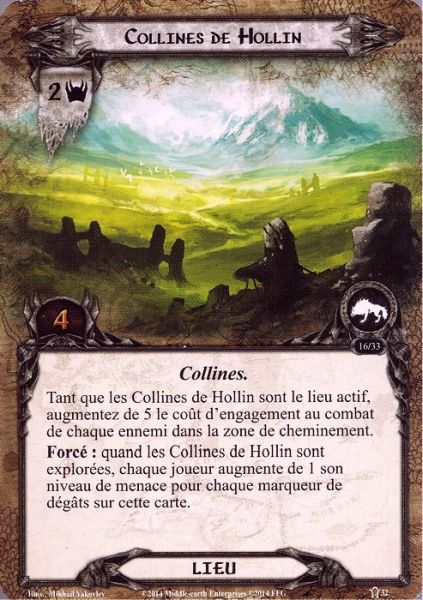 COLLINES DE HOLLIN
2
4
16/33
Collines.
Tant que les Collines de Hollin sont le lieu actif,
augmentez de 5 le coût d'engagement au combat
de chaque ennemi dans la zone de cheminement.
Forcé : quand les Collines de Hollin sont
explorées, chaque joueur augmente de 1 son
niveau de menace pour chaque marqueur de
dégâts sur cette carte.
LIEU
Illus. Mikhail Yakovlev ©2014 Middle-earth Enterprises ©2014 FFG 32